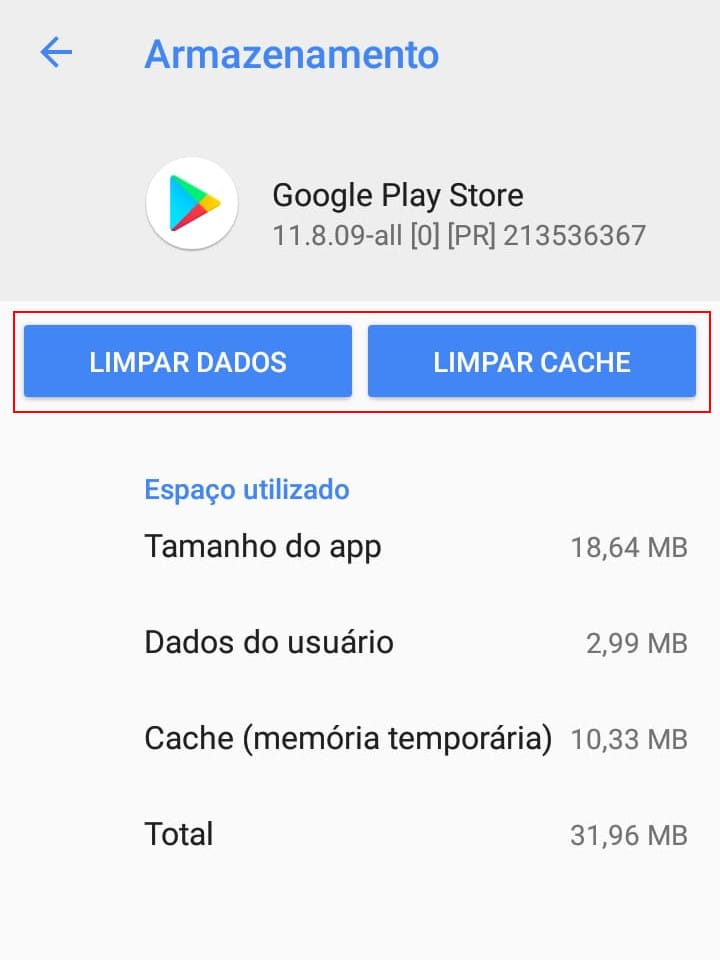 Armazenamento
Google Play Store
11.8.09-all [0] [PR] 213536367
LIMPAR DADOS
LIMPAR CACHE
Espaço utilizado
Tamanho do app 18,64 MB
Dados do usuário 2,99 MB
Cache (memória temporária) 10,33 MB
Total 31,96 MB